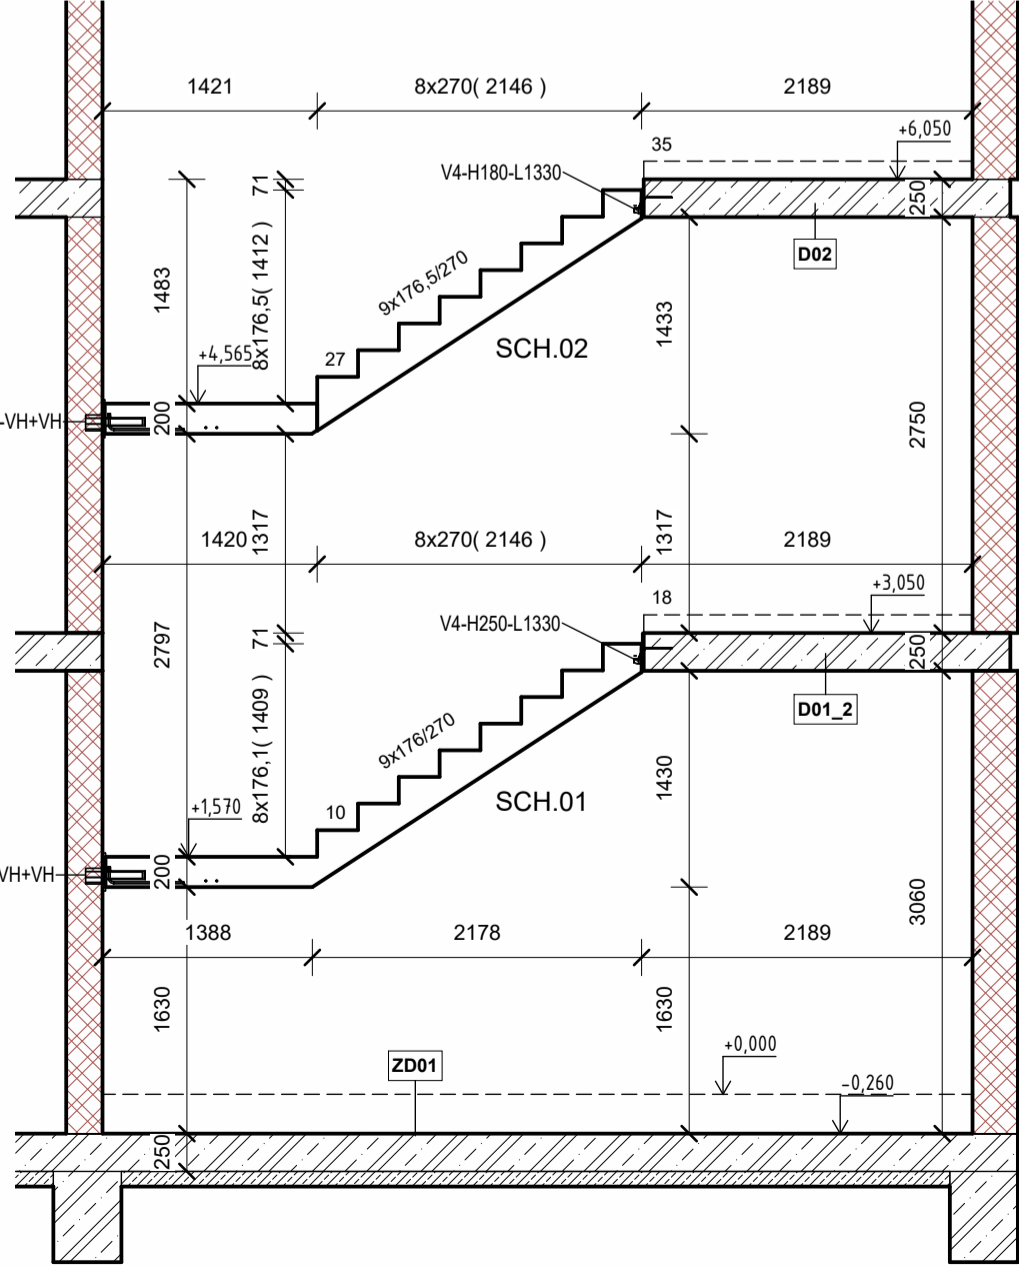 1421
8x270( 2146 )
2189
+6,050
35
V4-H180-L1330
71
250
8x176,5( 1412 )
9x176,5/270
D02
1483
1433
SCH.02
27
+4,565
200
-VH+VH
2750
1317
1317
1420
8x270( 2146 )
2189
+3,050
18
V4-H250-L1330
2797
71
250
8x176,1( 1409 )
D01_2
9x176/270
1430
SCH.01
10
+1,570
200
VH+VH
3060
1388
2178
2189
1630
1630
+0,000
ZD01
-0,260
250